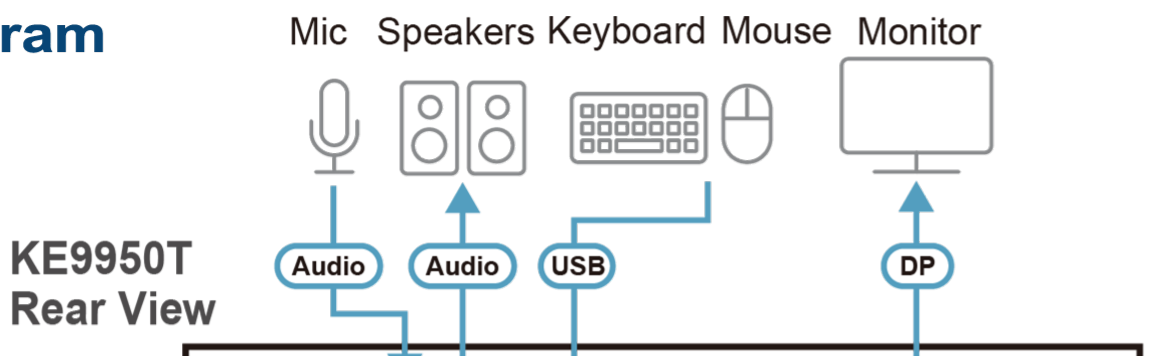 ram
Mic Speakers Keyboard Mouse Monitor
KE9950T
Rear View
Audio Audio USB DP